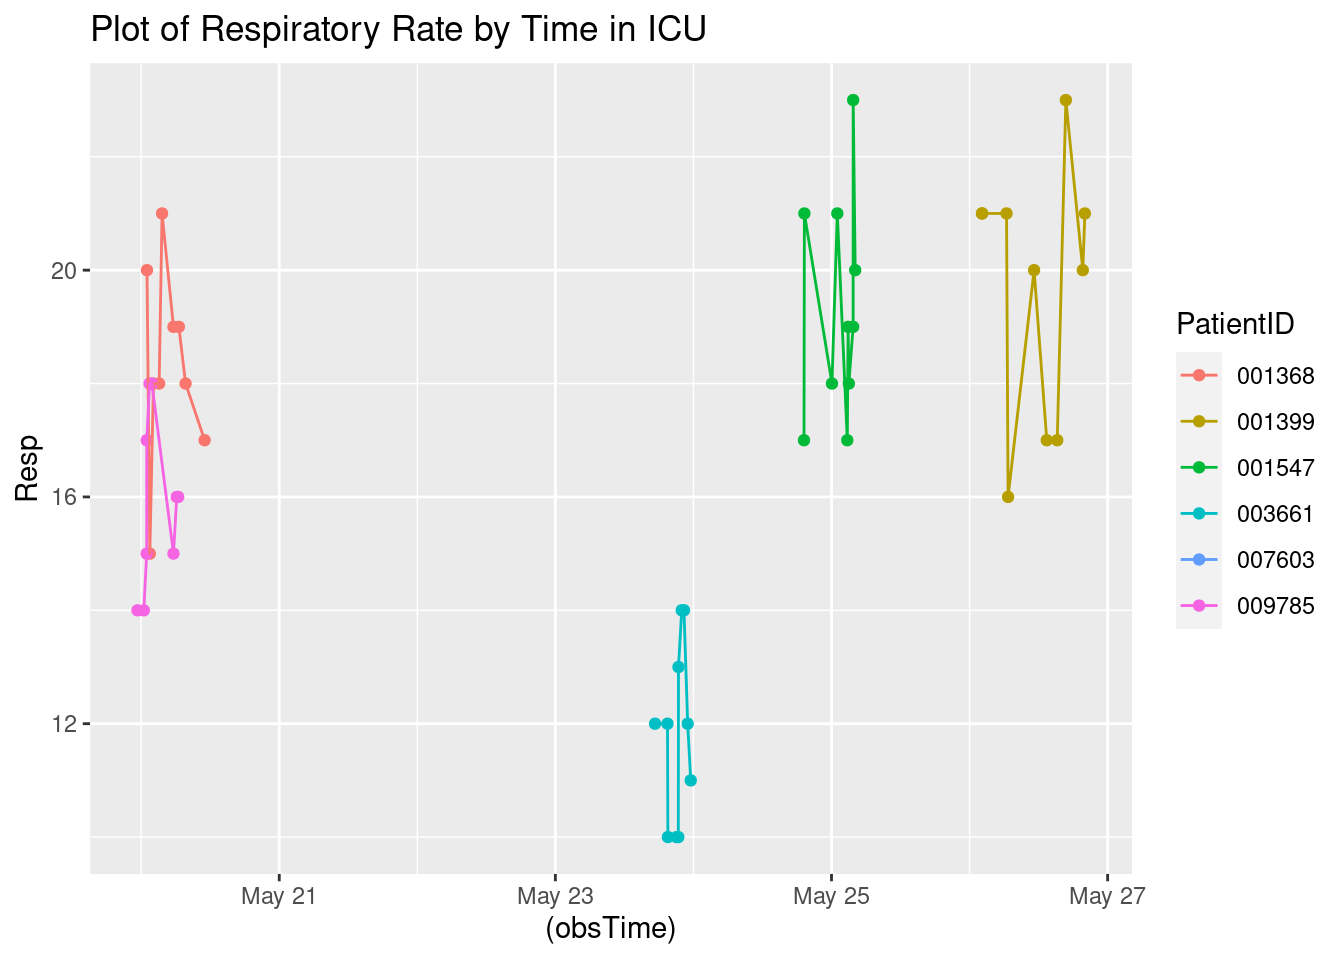 Plot of Respiratory Rate by Time in ICU
20
16
12
Resp
May 21
May 23
May 25
May 27
(obsTime)
PatientID
001368
001399
001547
003661
007603
009785